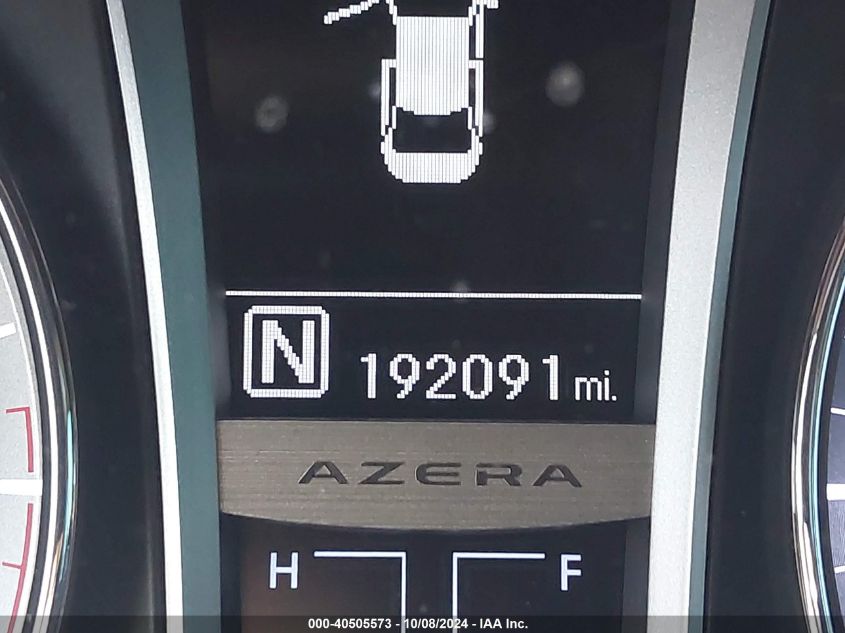 N 192091 mi.
AZERA
H F
000-40505573 - 10/08/2024 - IAA Inc.